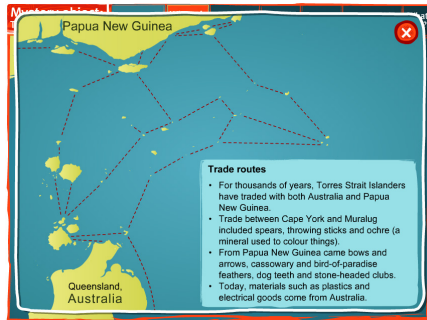 Mystery object
Papua New Guinea
Trade routes
• For thousands of years, Torres Strait Islanders
have traded with both Australia and Papua
New Guinea.
• Trade between Cape York and Muralug
included spears, throwing sticks and ochre (a
mineral used to colour things).
• From Papua New Guinea came bows and
arrows, cassowary and bird-of-paradise
feathers, dog teeth and stone-headed clubs.
• Today, materials such as plastics and
electrical goods come from Australia.
Queensland,
Australia